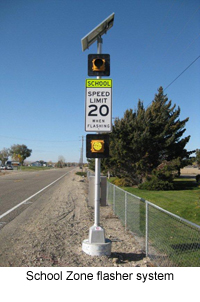 SCHOOL
SPEED
LIMIT
20
WHEN
FLASHING
School Zone flasher system